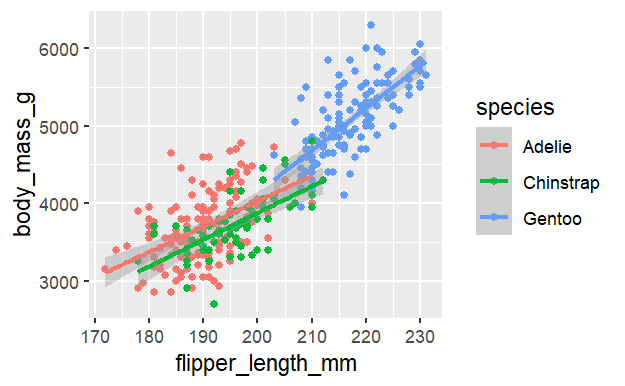 body_mass_g
6000
5000
4000
3000
170 180 190 200 210 220 230
flipper_length_mm
species
Adelie
Chinstrap
Gentoo